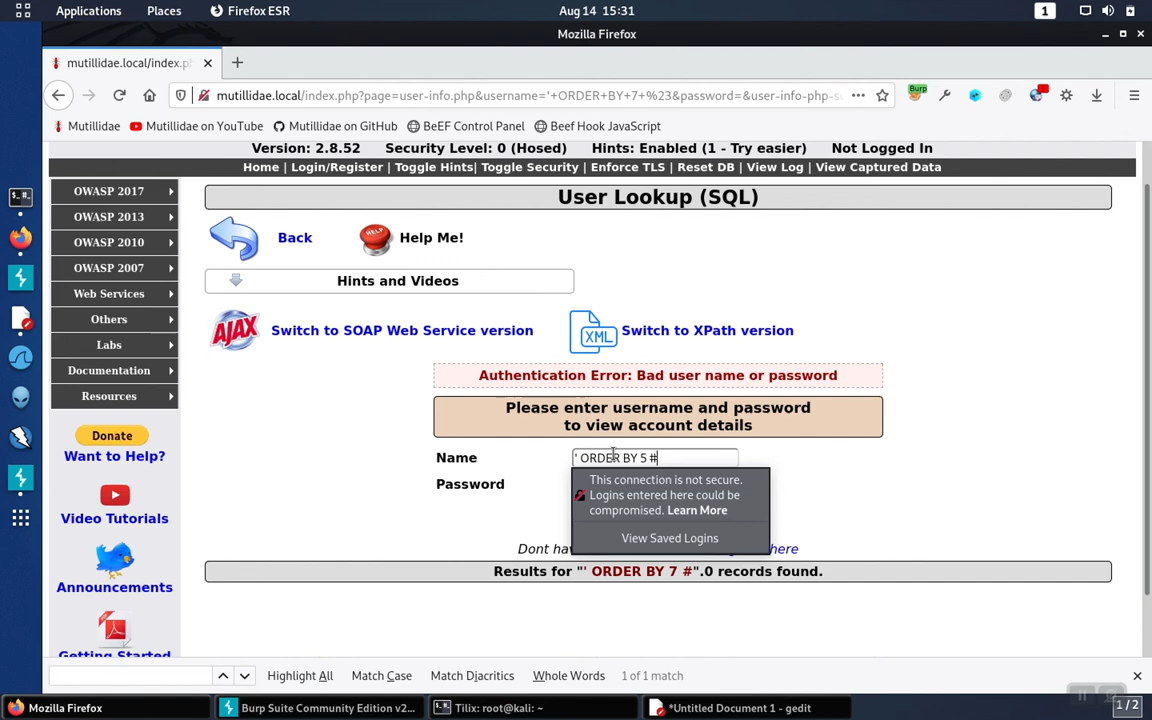 Applications Places Firefox ESR Aug 14 15:31 1
Mozilla Firefox
mutillidae.local/index.ph
mutillidae.local/index.php?page=user-info.php&username='+ORDER+BY+7+%23&password=&user-info-php-su Burp
Mutillidae Mutillidae on YouTube Mutillidae on GitHub BeEF Control Panel Beef Hook JavaScript
Version: 2.8.52 Security Level: 0 (Hosed) Hints: Enabled (1 - Try easier) Not Logged In
Home | Login/Register | Toggle Hints| Toggle Security | Enforce TLS | Reset DB | View Log | View Captured Data
OWASP 2017
OWASP 2013
OWASP 2010
OWASP 2007
Web Services
Others
Labs
Documentation
Resources
Donate
Want to Help?
Video Tutorials
Announcements
Getting Started
User Lookup (SQL)
Back HELP Help Me!
Hints and Videos
AJAX Switch to SOAP Web Service version XML Switch to XPath version
Authentication Error: Bad user name or password
Please enter username and password
to view account details
Name ' ORDER BY 5 #
Password
This connection is not secure.
Logins entered here could be
compromised. Learn More
View Saved Logins
Dont ha here
Results for "' ORDER BY 7 #".0 records found.
Highlight All Match Case Match Diacritics Whole Words 1 of 1 match
Mozilla Firefox Burp Suite Community Edition v2... Tilix: root@kali: ~ *Untitled Document 1 - gedit 1 / 2